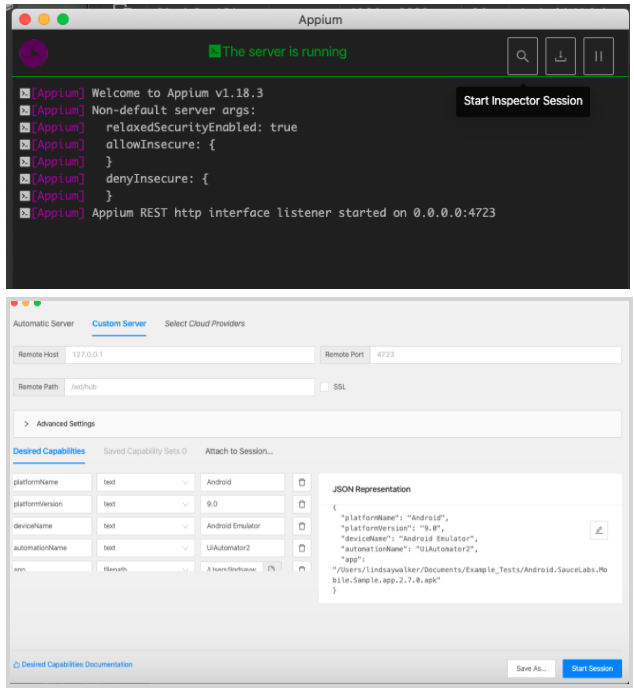 Appium
The server is running
Start Inspector Session
[Appium] Welcome to Appium v1.18.3
[Appium] Non-default server args:
[Appium]   relaxedSecurityEnabled: true
[Appium]   allowInsecure: {
[Appium]   }
[Appium]   denyInsecure: {
[Appium]   }
[Appium] Appium REST http interface listener started on 0.0.0.0:4723
Automatic Server Custom Server Select Cloud Providers
Remote Host 127.0.0.1 Remote Port 4723
Remote Path /wd/hub SSL
> Advanced Settings
Desired Capabilities Saved Capability Sets 0 Attach to Session...
platformName text Android
platformVersion text 9.0
deviceName text Android Emulator
automationName text UiAutomator2
app filepath /Users/lindsayw
JSON Representation
{
"platformName": "Android",
"platformVersion": "9.0",
"deviceName": "Android Emulator",
"automationName": "UiAutomator2",
"app":
"/Users/lindsaywalker/Documents/Example_Tests/Android.SauceLabs.Mo
bile.Sample.app.2.7.0.apk"
}
Desired Capabilities Documentation
Save As... Start Session